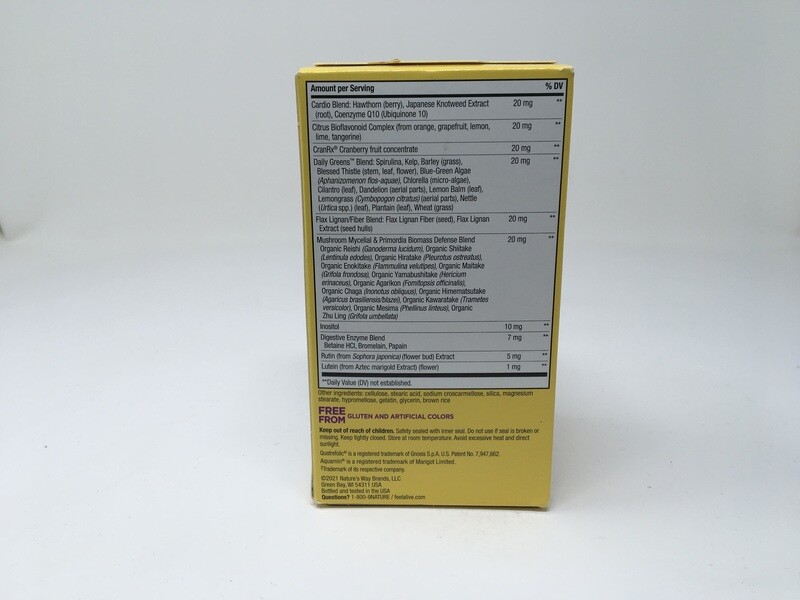 Amount per Serving % DV
Cardio Blend: Hawthorn (berry), Japanese Knotweed Extract 20 mg **
(root), Coenzyme Q10 (Ubiquinone 10)
Citrus Bioflavonoid Complex (from orange, grapefruit, lemon, 20 mg **
lime, tangerine)
CranRx® Cranberry fruit concentrate 20 mg **
Daily Greens™ Blend: Spirulina, Kelp, Barley (grass), 20 mg **
Blessed Thistle (stem, leaf, flower), Blue-Green Algae
(Aphanizomenon flos-aquae), Chlorella (micro-algae),
Cilantro (leaf), Dandelion (aerial parts), Lemon Balm (leaf),
Lemongrass (Cymbopogon citratus) (aerial parts), Nettle
(Urtica spp.) (leaf), Plantain (leaf), Wheat (grass)
Flax Lignan/Fiber Blend: Flax Lignan Fiber (seed), Flax Lignan 20 mg **
Extract (seed hulls)
Mushroom Mycelial & Primordia Biomass Defense Blend 20 mg **
Organic Reishi (Ganoderma lucidum), Organic Shiitake
(Lentinula edodes), Organic Hiratake (Pleurotus ostreatus),
Organic Enokitake (Flammulina velutipes), Organic Maitake
(Grifola frondosa), Organic Yamabushitake (Hericium
erinaceus), Organic Agarikon (Fomitopsis officinalis),
Organic Chaga (Inonotus obliquus), Organic Himematsutake
(Agaricus brasiliensis/blazei), Organic Kawaratake (Trametes
versicolor), Organic Mesima (Phellinus linteus), Organic
Zhu Ling (Grifola umbellata)
Inositol 10 mg **
Digestive Enzyme Blend 7 mg **
Betaine HCl, Bromelain, Papain
Rutin (from Sophora japonica) (flower bud) Extract 5 mg **
Lutein (from Aztec marigold Extract) (flower) 1 mg **
**Daily Value (DV) not established.
Other ingredients: cellulose, stearic acid, sodium croscarmellose, silica, magnesium
stearate, hypromellose, gelatin, glycerin, brown rice
FREE
FROM GLUTEN AND ARTIFICIAL COLORS
Keep out of reach of children. Safety sealed with inner seal. Do not use if seal is broken or
missing. Keep tightly closed. Store at room temperature. Avoid excessive heat and direct
sunlight.
Quatrefolic® is a registered trademark of Gnosis S.p.A. U.S. Patent No. 7,947,662.
Aquamin® is a registered trademark of Marigot Limited.
‡Trademark of its respective company.
©2021 Nature's Way Brands, LLC
Green Bay, WI 54311 USA
Bottled and tested in the USA
Questions? 1-800-9NATURE / feelalive.com